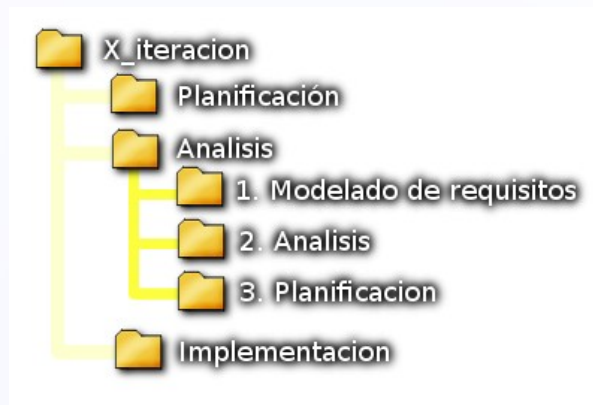 X_iteracion
Planificación
Analisis
1. Modelado de requisitos
2. Analisis
3. Planificacion
Implementacion